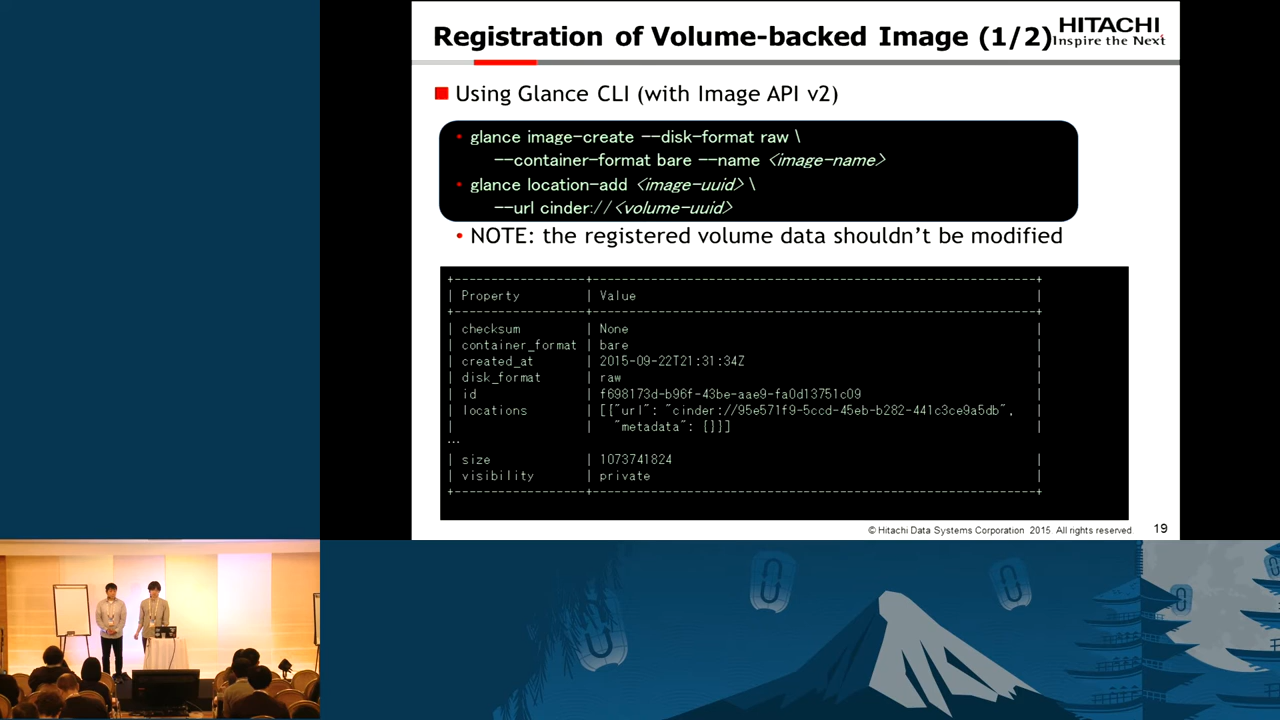 Registration of Volume-backed Image (1/2)
HITACHI
Inspire the Next
Using Glance CLI (with Image API v2)
• glance image-create --disk-format raw \
--container-format bare --name <image-name>
• glance location-add <image-uuid> \
--url cinder://<volume-uuid>
• NOTE: the registered volume data shouldn't be modified
+------------------+------------------------------------------------------+
| Property | Value |
+------------------+------------------------------------------------------+
| checksum | None |
| container_format | bare |
| created_at | 2015-09-22T21:31:34Z |
| disk_format | raw |
| id | f698173d-b96f-43be-aae9-fa0d13751c09 |
| locations | [["url": "cinder://95e571f9-5ccd-45eb-b282-441c3ce9a5db", |
| | "metadata": []]] |
...
| size | 1073741824 |
| visibility | private |
+------------------+------------------------------------------------------+
© Hitachi Data Systems Corporation 2015 All rights reserved
19